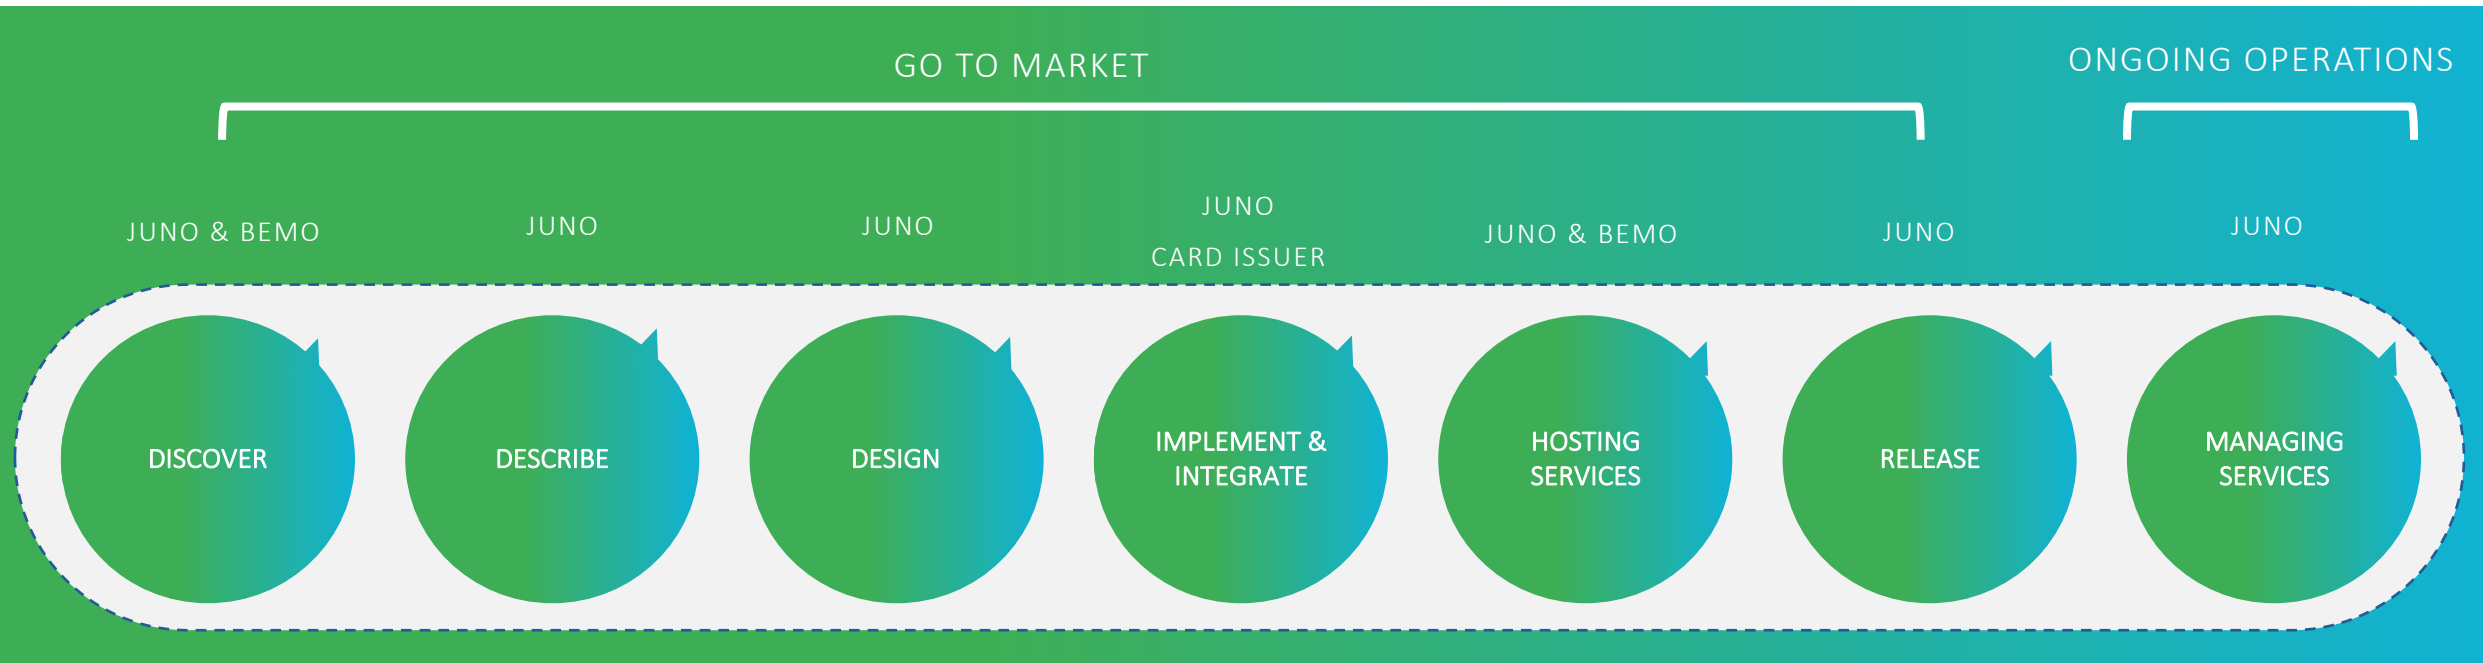 GO TO MARKET
ONGOING OPERATIONS
JUNO & BEMO
JUNO
JUNO
JUNO
CARD ISSUER
JUNO & BEMO
JUNO
JUNO
DISCOVER
DESCRIBE
DESIGN
IMPLEMENT &
INTEGRATE
HOSTING
SERVICES
RELEASE
MANAGING
SERVICES